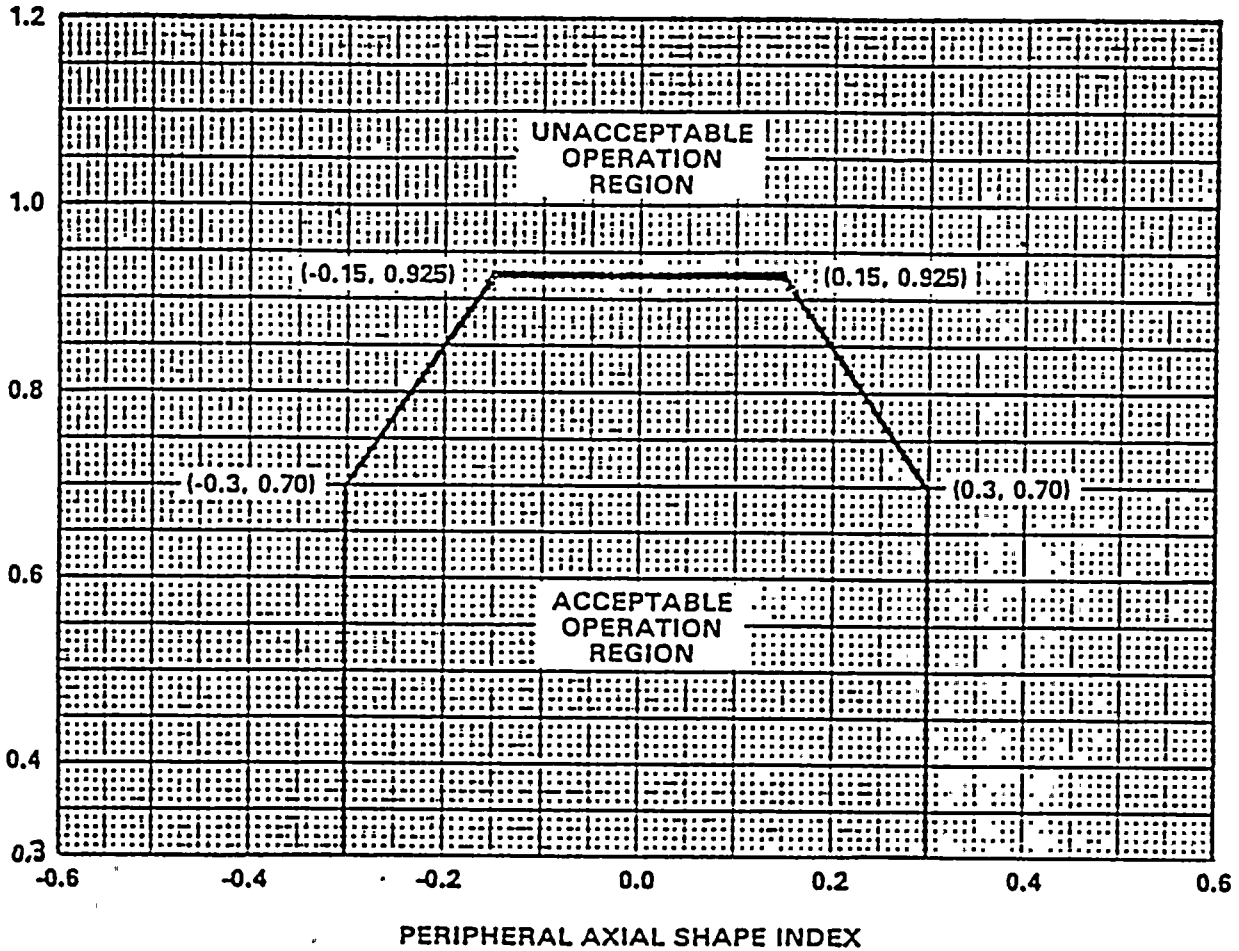 1.2
UNACCEPTABLE
OPERATION
REGION
1.0
(-0.15, 0.925)
(0.15, 0.925)
0.8
(-0.3, 0.70)
(0.3, 0.70)
0.6
ACCEPTABLE
OPERATION
REGION
0.4
0.3
-0.6
-0.4
-0.2
0.0
0.2
0.4
0.6
PERIPHERAL AXIAL SHAPE INDEX